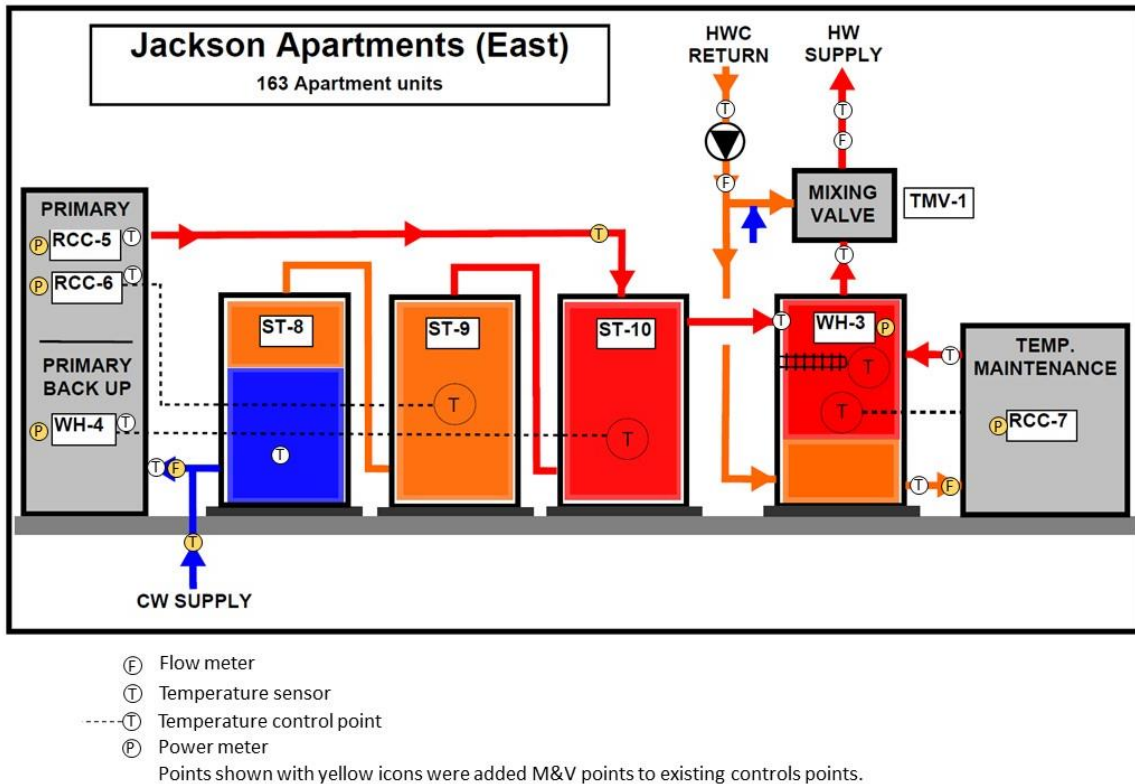 Jackson Apartments (East)
163 Apartment units
HWC
RETURN
HW
SUPPLY
T
T
F
F
MIXING
VALVE
TMV-1
T
PRIMARY
P
RCC-5
T
T
P
RCC-6
T
PRIMARY
BACK UP
P
WH-4
T
T
F
T
CW SUPPLY
ST-8
T
ST-9
T
ST-10
T
T
WH-3
P
T
T
T
T
F
TEMP.
MAINTENANCE
P
RCC-7
F Flow meter
T Temperature sensor
T Temperature control point
P Power meter
Points shown with yellow icons were added M&V points to existing controls points.